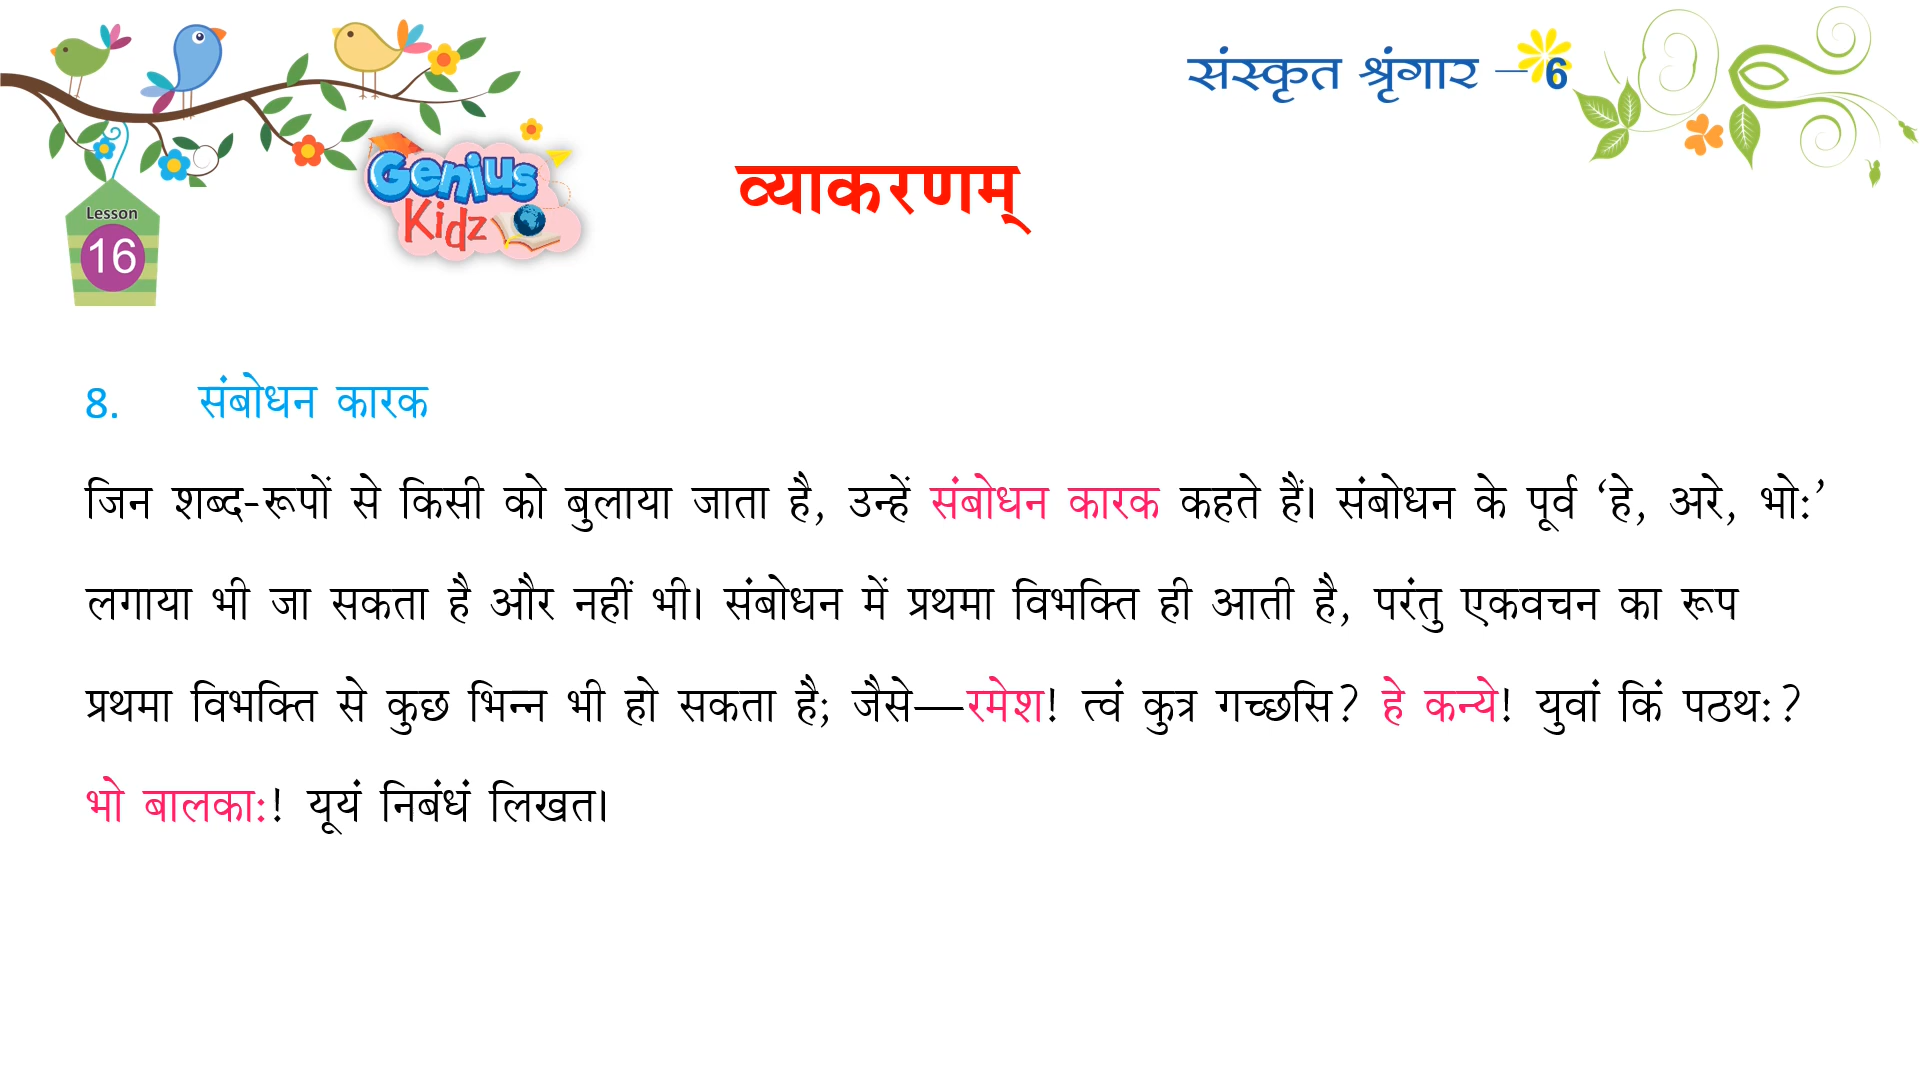 संस्कृत श्रृंगार – 6
Genius
Kidz
व्याकरणम्
Lesson
16
8. संबोधन कारक
जिन शब्द-रूपों से किसी को बुलाया जाता है, उन्हें संबोधन कारक कहते हैं। संबोधन के पूर्व ‘हे, अरे, भोः’
लगाया भी जा सकता है और नहीं भी। संबोधन में प्रथमा विभक्ति ही आती है, परंतु एकवचन का रूप
प्रथमा विभक्ति से कुछ भिन्न भी हो सकता है; जैसे—रमेश! त्वं कुत्र गच्छसि? हे कन्ये! युवां किं पठथः?
भो बालकाः! यूयं निबंधं लिखत।